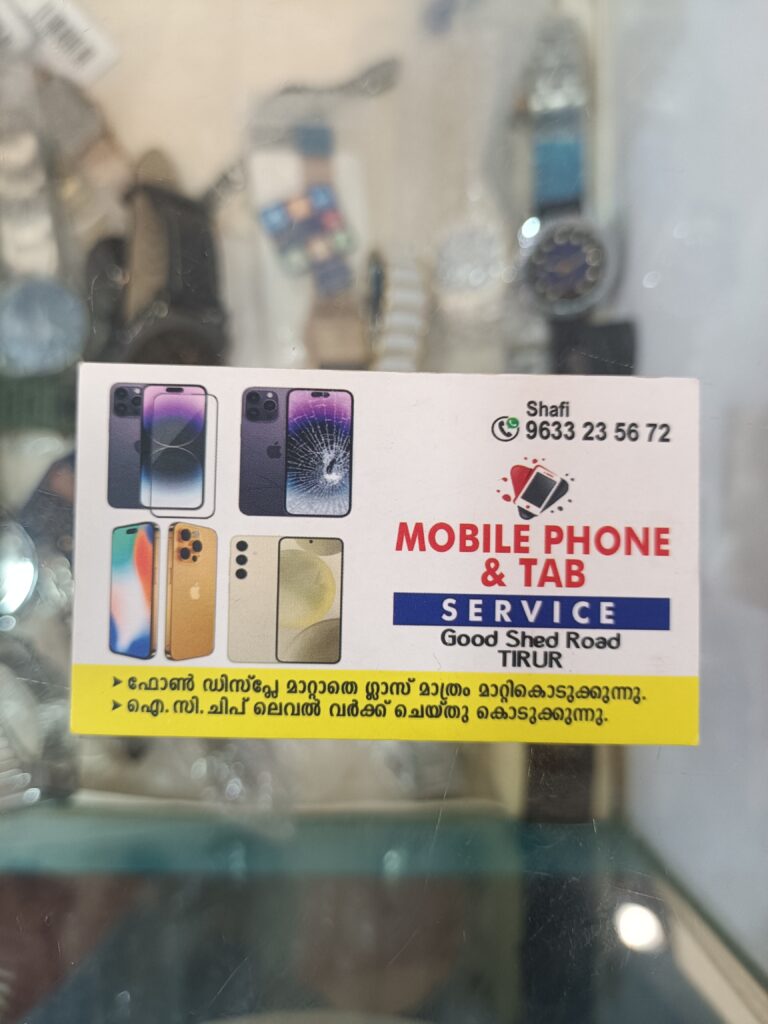 Shafi
9633 23 56 72
MOBILE PHONE
& TAB
SERVICE
Good Shed Road
TIRUR
➤ ഫോൺ ഡിസ്പ്ലേ മാറ്റാതെ ഗ്ലാസ് മാത്രം മാറ്റികൊടുക്കുന്നു.
➤ ഐ. സി. ചിപ് ലെവൽ വർക്ക് ചെയ്തു കൊടുക്കുന്നു.